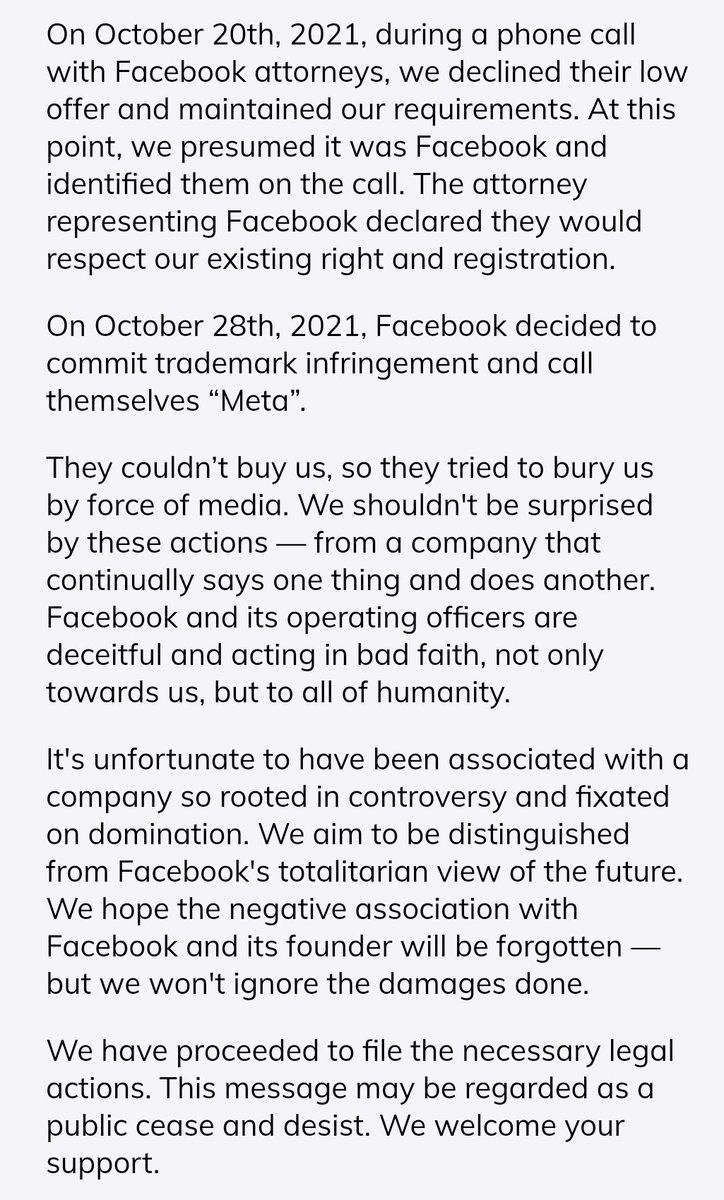 On October 20th, 2021, during a phone call
with Facebook attorneys, we declined their low
offer and maintained our requirements. At this
point, we presumed it was Facebook and
identified them on the call. The attorney
representing Facebook declared they would
respect our existing right and registration.
On October 28th, 2021, Facebook decided to
commit trademark infringement and call
themselves “Meta”.
They couldn’t buy us, so they tried to bury us
by force of media. We shouldn't be surprised
by these actions — from a company that
continually says one thing and does another.
Facebook and its operating officers are
deceitful and acting in bad faith, not only
towards us, but to all of humanity.
It's unfortunate to have been associated with a
company so rooted in controversy and fixated
on domination. We aim to be distinguished
from Facebook's totalitarian view of the future.
We hope the negative association with
Facebook and its founder will be forgotten —
but we won't ignore the damages done.
We have proceeded to file the necessary legal
actions. This message may be regarded as a
public cease and desist. We welcome your
support.